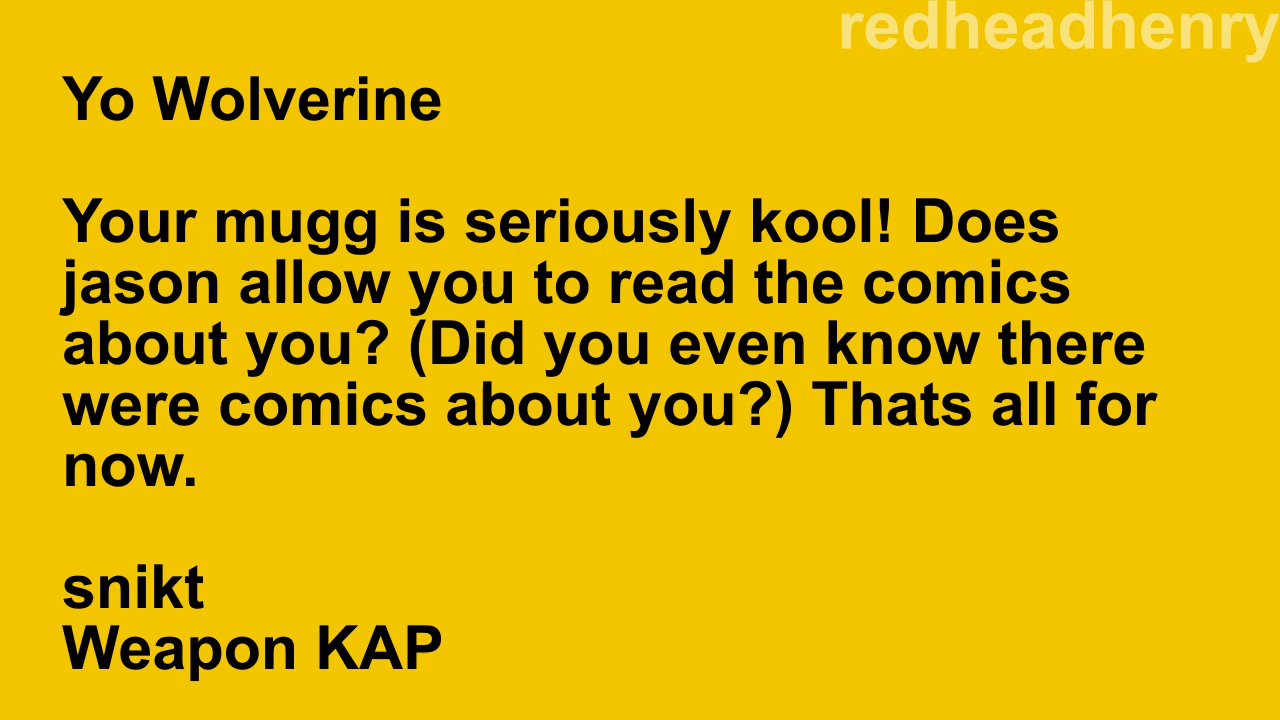 redheadhenry
Yo Wolverine
Your mugg is seriously kool! Does
jason allow you to read the comics
about you? (Did you even know there
were comics about you?) Thats all for
now.
snikt
Weapon KAP